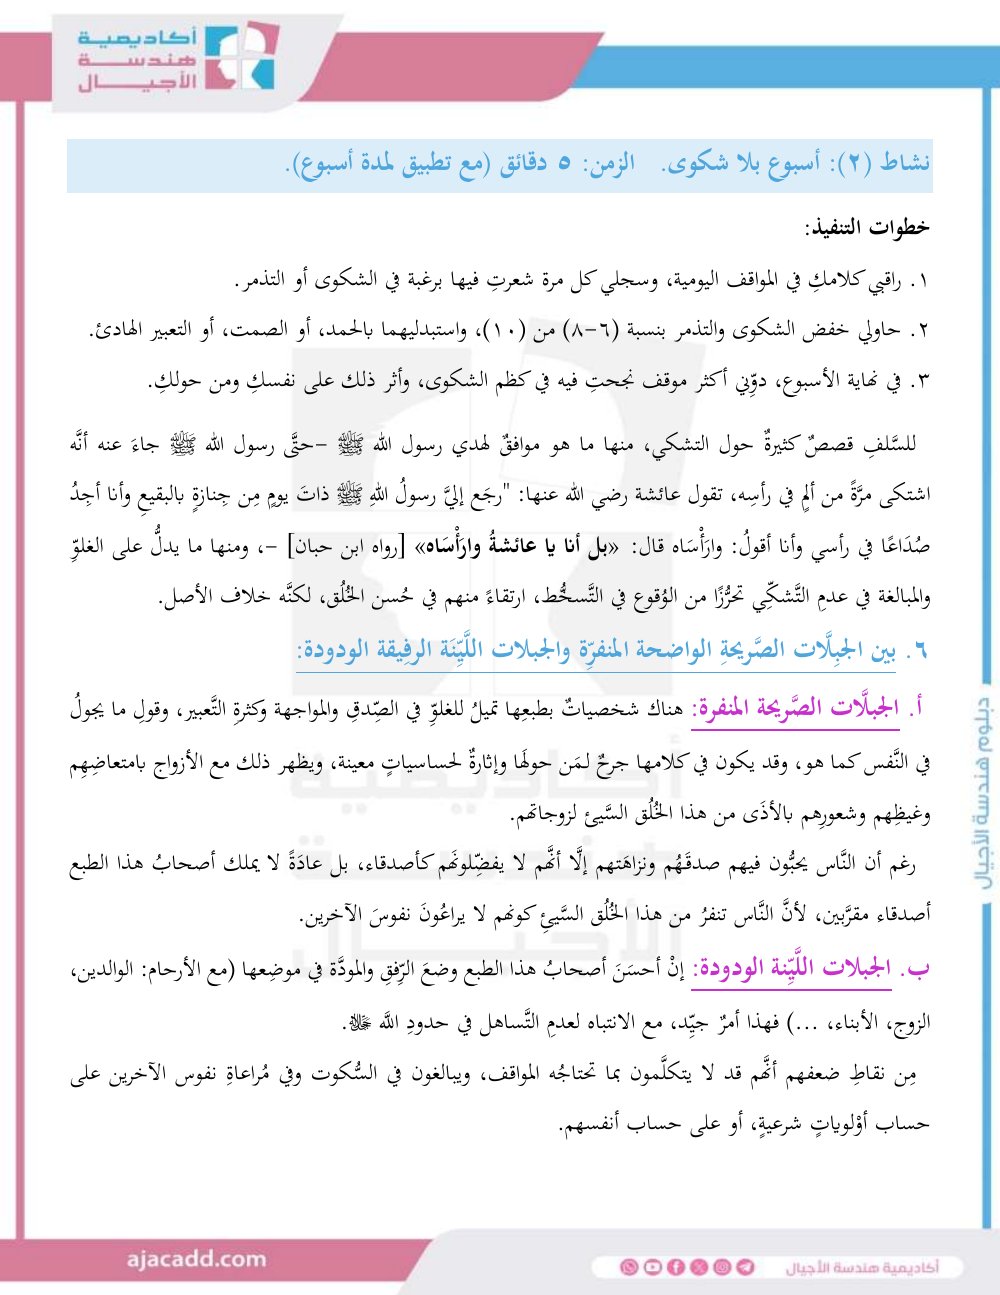 أكاديمية
هندسة
الأجيال
نشاط (٢): أسبوع بلا شكوى. الزمن: ٥ دقائق (مع تطبيق لمدة أسبوع).
خطوات التنفيذ:
١. راقبي كلامكِ في المواقف اليومية، وسجلي كل مرة شعرتِ فيها برغبة في الشكوى أو التذمر.
٢. حاولي خفض الشكوى والتذمر بنسبة (٦-٨) من (١٠)، واستبدليهما بالحمد، أو الصمت، أو التعبير الهادئ.
٣. في نهاية الأسبوع، دوِّني أكثر موقف نجحتِ فيه في كظم الشكوى، وأثر ذلك على نفسكِ ومن حولكِ.
للسَّلفِ قصصٌ كثيرةٌ حول التشكي، منها ما هو موافقٌ لهدي رسول الله ﷺ -حتَّى رسول الله ﷺ جاءَ عنه أنَّه
اشتكى مرَّةً من ألمٍ في رأسِه، تقول عائشة رضي الله عنها: "رجَع إليَّ رسولُ اللهِ ﷺ ذاتَ يومٍ مِن جِنازةٍ بالبقيعِ وأنا أجِدُ
صُدَاعًا في رأسي وأنا أقولُ: وارَأْسَاه قال: «بل أنا يا عائشةُ وارَأْسَاه» [رواه ابن حبان] -، ومنها ما يدلُّ على الغلوِّ
والمبالغة في عدمِ التَّشكِّي تحرُّزًا من الوُقوع في التَّسخُّط، ارتقاءً منهم في حُسن الخُلُق، لكنَّه خلاف الأصل.
٦. بين الجبِلَّات الصَّريحةِ الواضحة المنفرِّة والجبلات اللَّيِّنَة الرفِيقة الودودة:
أ. الجبلَّات الصَّريحة المنفرة: هناك شخصياتٌ بطبعِها تميلُ للغلوِّ في الصِّدقِ والمواجهة وكثرةِ التَّعبير، وقولِ ما يجولُ
في النَّفس كما هو، وقد يكون في كلامها جرحٌ لـمَن حولهَا وإثارةٌ لحساسياتٍ معينة، ويظهر ذلك مع الأزواج بامتعاضِهِم
وغيظِهم وشعورِهم بالأذَى من هذا الخُلُق السَّيئ لزوجاتهم.
رغم أن النَّاس يحبُّون فيهم صدقَهُم ونزاهَتهم إلَّا أنَّهم لا يفضِّلونَهم كأصدقاء، بل عادَةً لا يملك أصحابُ هذا الطبع
أصدقاء مقرَّبين، لأنَّ النَّاس تنفرُ من هذا الخُلُق السَّيئِ كونهم لا يراعُونَ نفوسَ الآخرين.
ب. الجبلات اللَّيِّنة الودودة: إنْ أحسَنَ أصحابُ هذا الطبع وضعَ الرِّفقِ والمودَّة في موضِعها (مع الأرحام: الوالدين،
الزوج، الأبناء، ...) فهذا أمرٌ جيِّد، مع الانتباه لعدمِ التَّساهل في حدودِ الله ﷻ.
مِن نقاطِ ضعفهم أنَّهم قد لا يتكلَّمون بما تحتاجُه المواقف، ويبالغون في السُّكوت وفي مُراعاةِ نفوس الآخرين على
حساب أوْلوياتٍ شرعيةٍ، أو على حساب أنفسهم.
دبلوم هندسة الأجيال
ajacadd.com
أكاديمية هندسة الأجيال